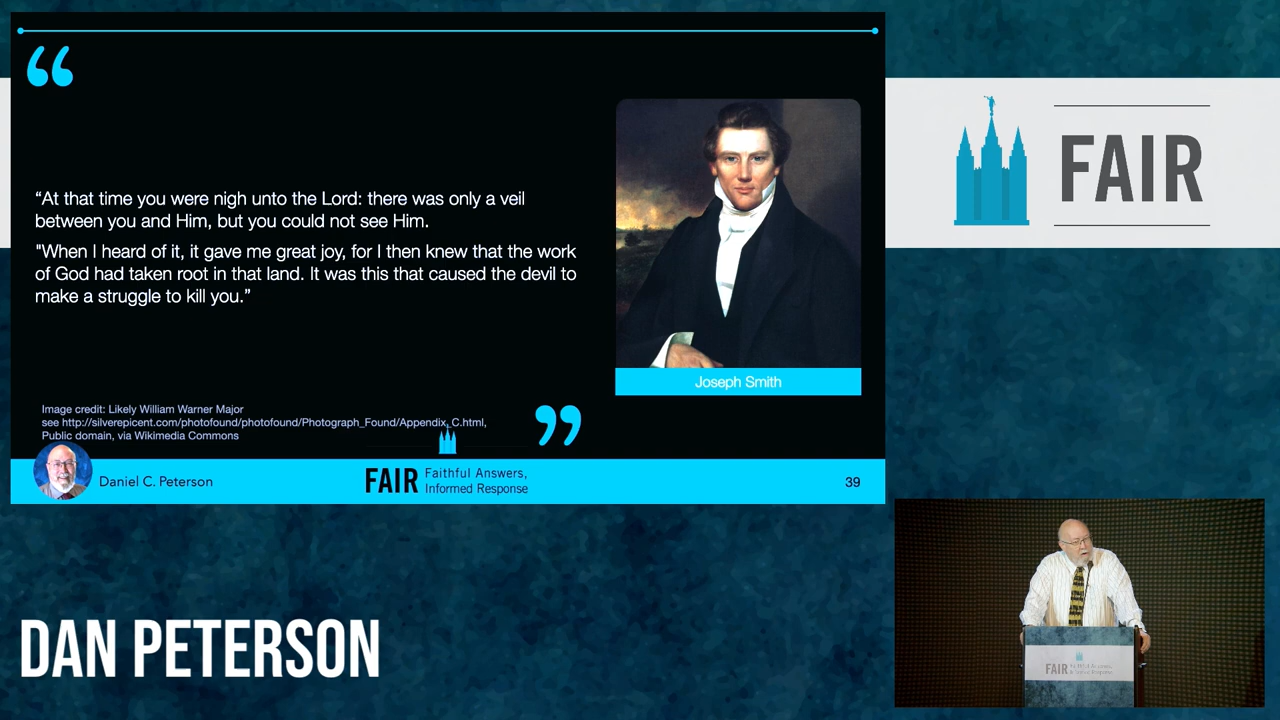 “
“At that time you were nigh unto the Lord: there was only a veil
between you and Him, but you could not see Him.
"When I heard of it, it gave me great joy, for I then knew that the work
of God had taken root in that land. It was this that caused the devil to
make a struggle to kill you.”
Joseph Smith
Image credit: Likely William Warner Major
see http://silverepicent.com/photofound/photofound/Photograph_Found/Appendix_C.html,
Public domain, via Wikimedia Commons
”
Daniel C. Peterson
FAIR
Faithful Answers,
Informed Response
39
FAIR
DAN PETERSON
FAIR